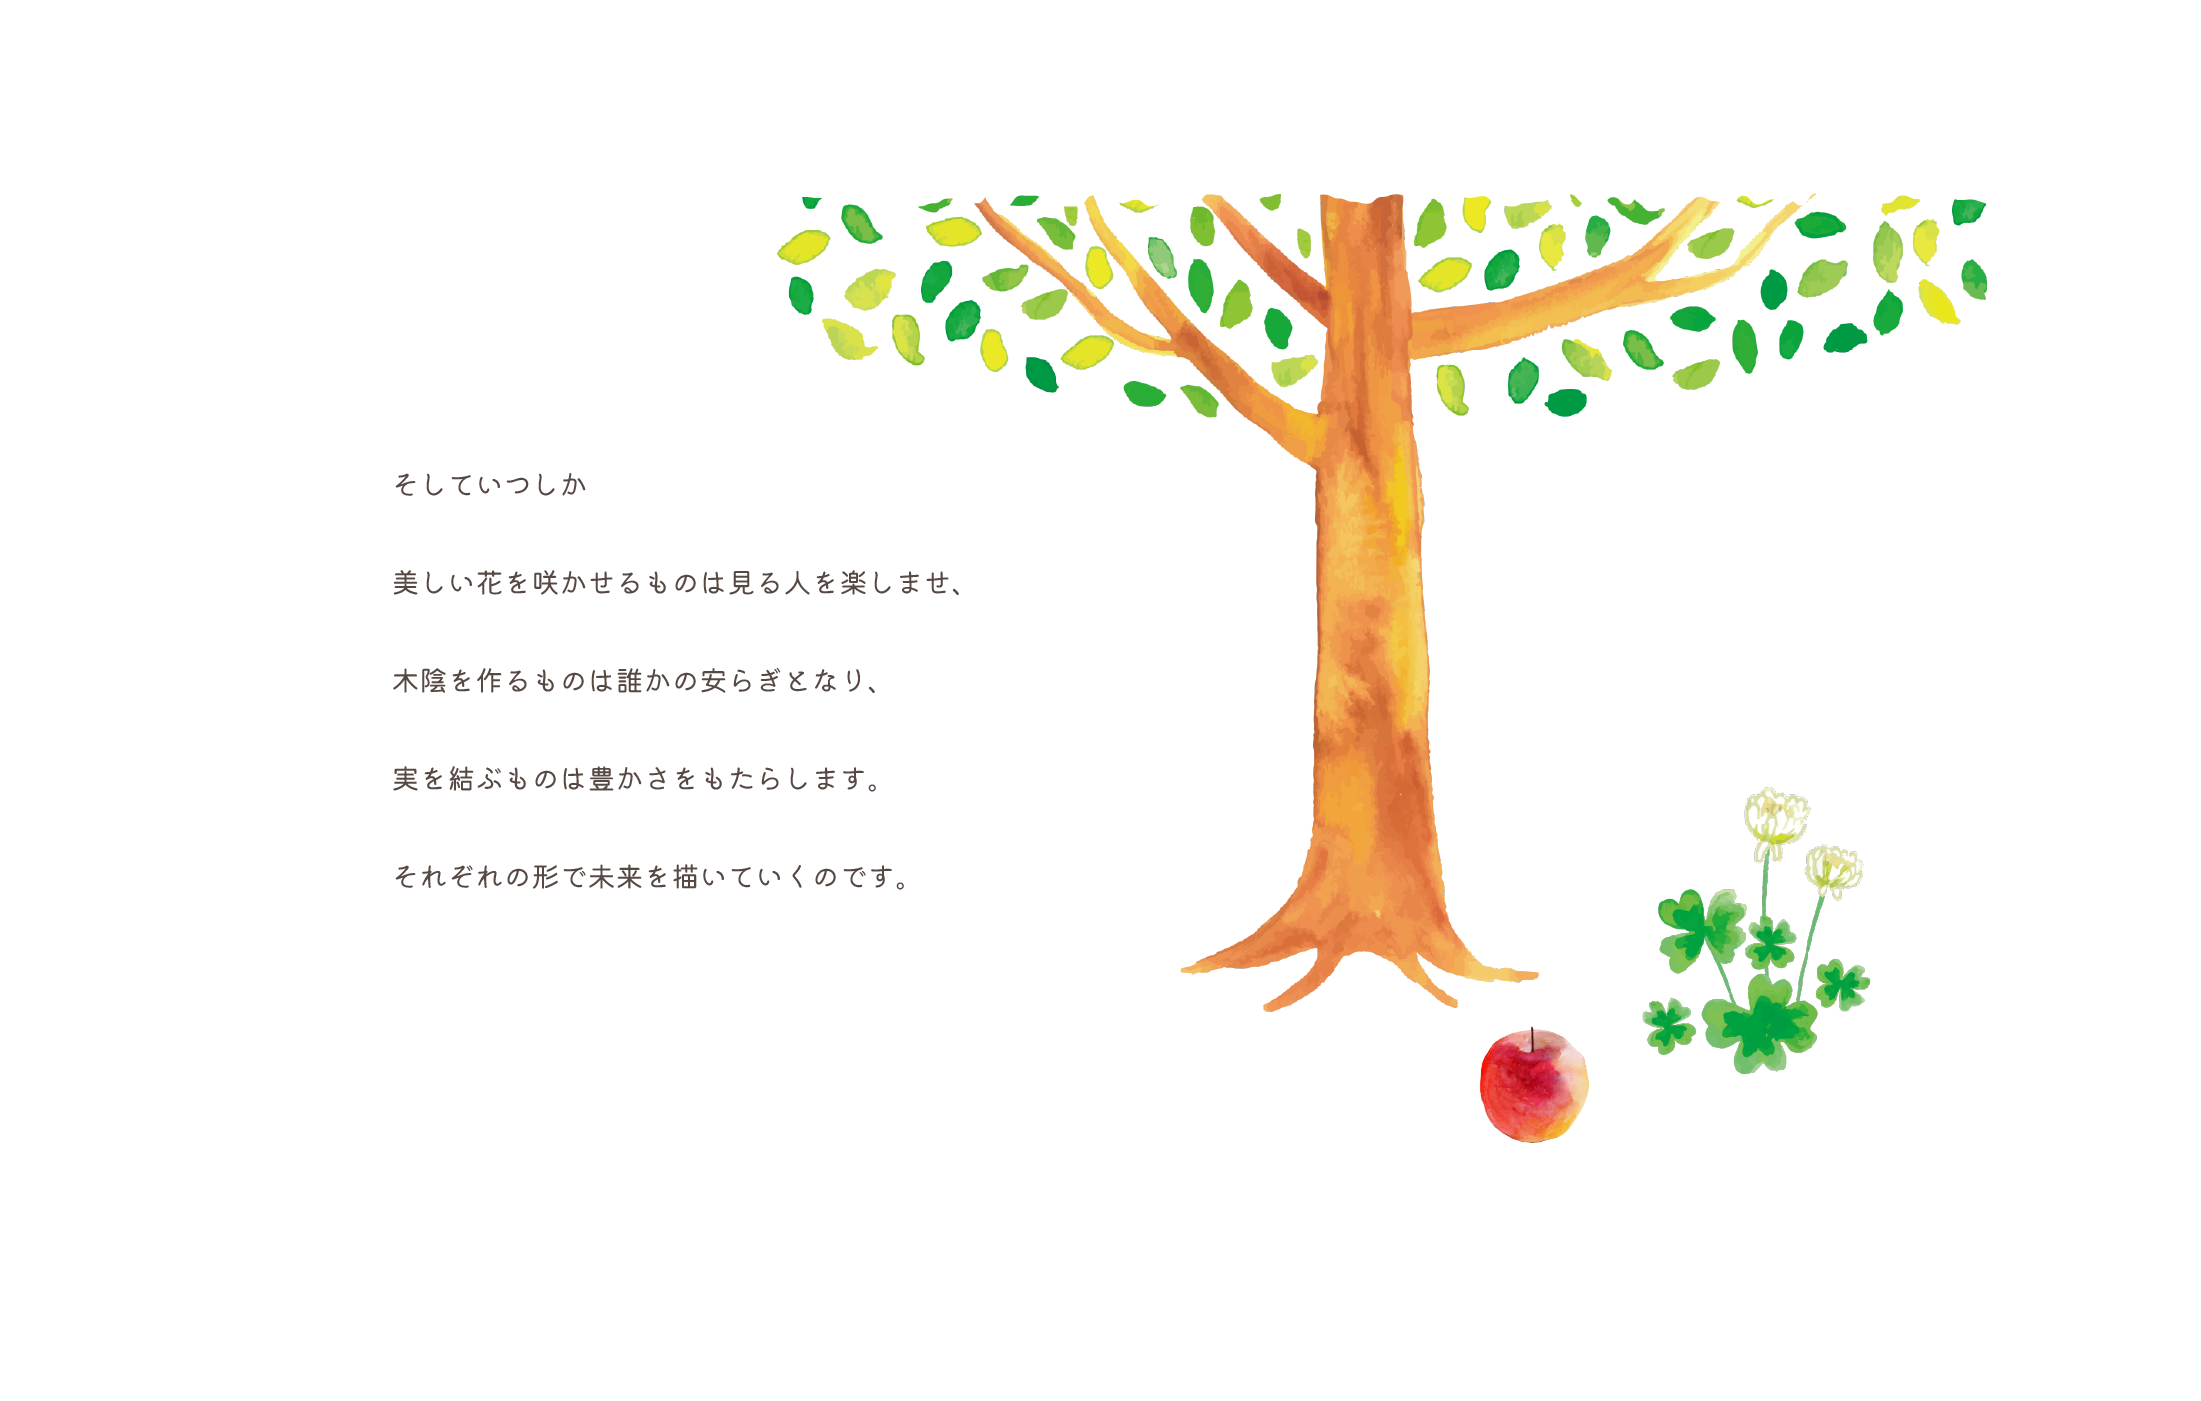 そしていつしか
美しい花を咲かせるものは見る人を楽しませ、
木陰を作るものは誰かの安らぎとなり、
実を結ぶものは豊かさをもたらします。
それぞれの形で未来を描いていくのです。